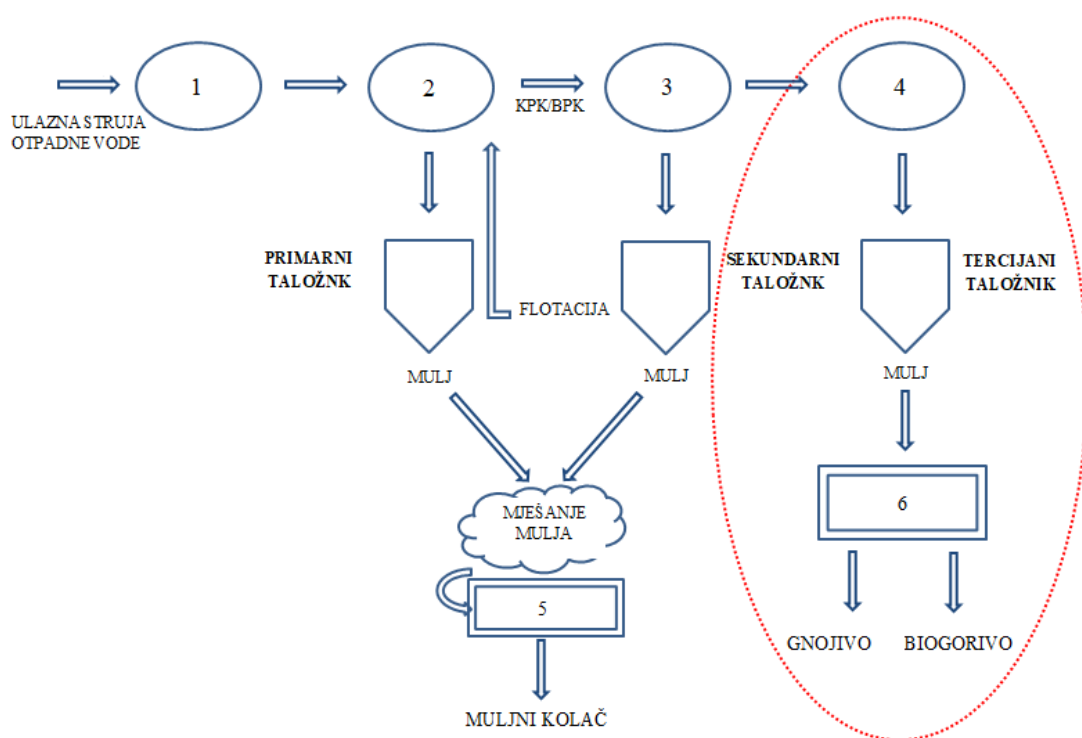 1
2
3
4
KPK/BPK
ULAZNA STRUJA
OTPADNE VODE
PRIMARNI
TALOŽNK
SEKUNDARNI
TALOŽNK
TERCIJANI
TALOŽNIK
FLOTACIJA
MULJ
MULJ
MULJ
MJEŠANJE
MULJA
6
5
GNOJIVO
BIOGORIVO
MULJNI KOLAČ